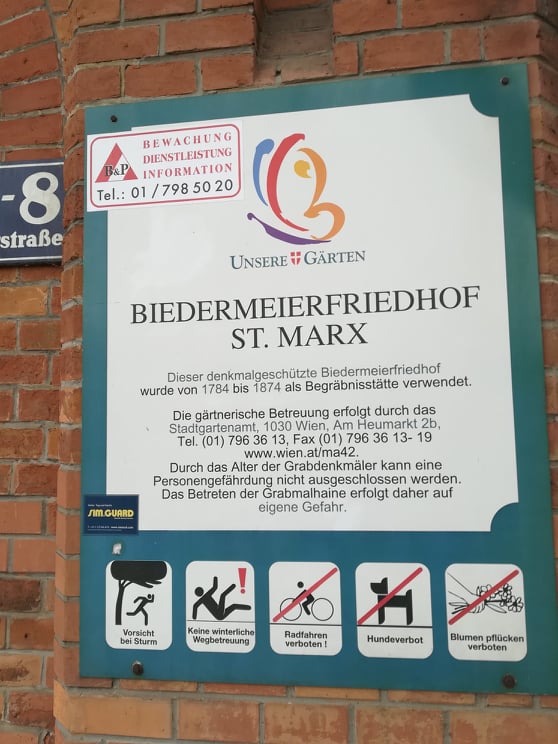 BEWACHUNG
DIENSTLEISTUNG
INFORMATION
B&P
Tel.: 01/798 50 20
-8
rstraße
UNSERE GÄRTEN
BIEDERMEIERFRIEDHOF
ST. MARX
Dieser denkmalgeschützte Biedermeierfriedhof
wurde von 1784 bis 1874 als Begräbnisstätte verwendet.
Die gärtnerische Betreuung erfolgt durch das
Stadtgartenamt, 1030 Wien, Am Heumarkt 2b,
Tel. (01) 796 36 13, Fax (01) 796 36 13- 19
www.wien.at/ma42.
Durch das Alter der Grabdenkmäler kann eine
Personengefährdung nicht ausgeschlossen werden.
Das Betreten der Grabmalhaine erfolgt daher auf
eigene Gefahr.
SIM.GUARD
Vorsicht
bei Sturm
!
Keine winterliche
Wegbetreuung
Radfahren
verboten !
Hundeverbot
Blumen pflücken
verboten